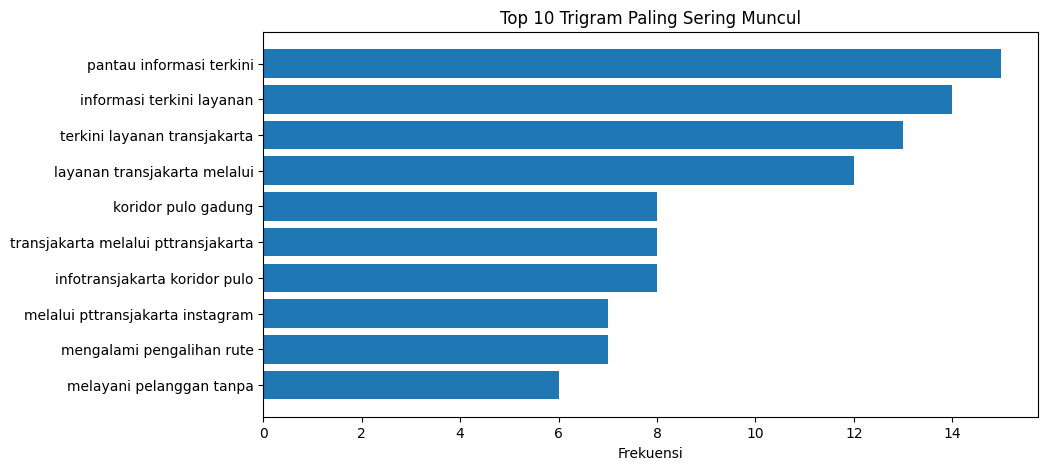 Top 10 Trigram Paling Sering Muncul
pantau informasi terkini
informasi terkini layanan
terkini layanan transjakarta
layanan transjakarta melalui
koridor pulo gadung
transjakarta melalui pttransjakarta
infotransjakarta koridor pulo
melalui pttransjakarta instagram
mengalami pengalihan rute
melayani pelanggan tanpa
0 2 4 6 8 10 12 14
Frekuensi